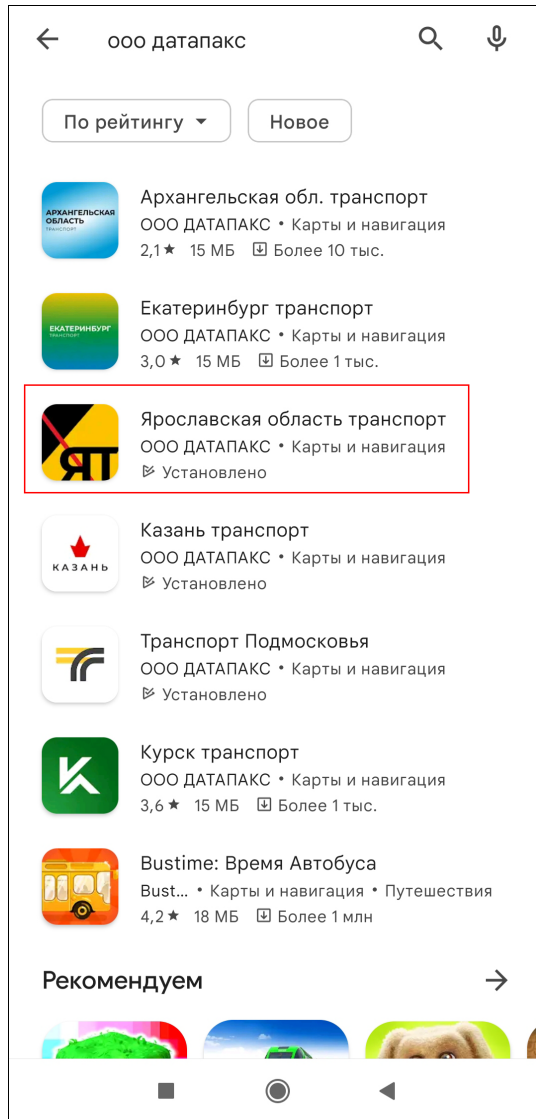 ооо датапакс
По рейтингу
Новое
АРХАНГЕЛЬСКАЯ
ОБЛАСТЬ
ТРАНСПОРТ
Архангельская обл. транспорт
ООО ДАТАПАКС • Карты и навигация
2,1★ 15 МБ Более 10 тыс.
ЕКАТЕРИНБУРГ
ТРАНСПОРТ
Екатеринбург транспорт
ООО ДАТАПАКС • Карты и навигация
3,0★ 15 МБ Более 1 тыс.
ЯТ
Ярославская область транспорт
ООО ДАТАПАКС • Карты и навигация
Установлено
КАЗАНЬ
Казань транспорт
ООО ДАТАПАКС • Карты и навигация
Установлено
Транспорт Подмосковья
ООО ДАТАПАКС • Карты и навигация
Установлено
Курск транспорт
ООО ДАТАПАКС • Карты и навигация
3,6★ 15 МБ Более 1 тыс.
Bustime: Время Автобуса
Bust... • Карты и навигация • Путешествия
4,2★ 18 МБ Более 1 млн
Рекомендуем